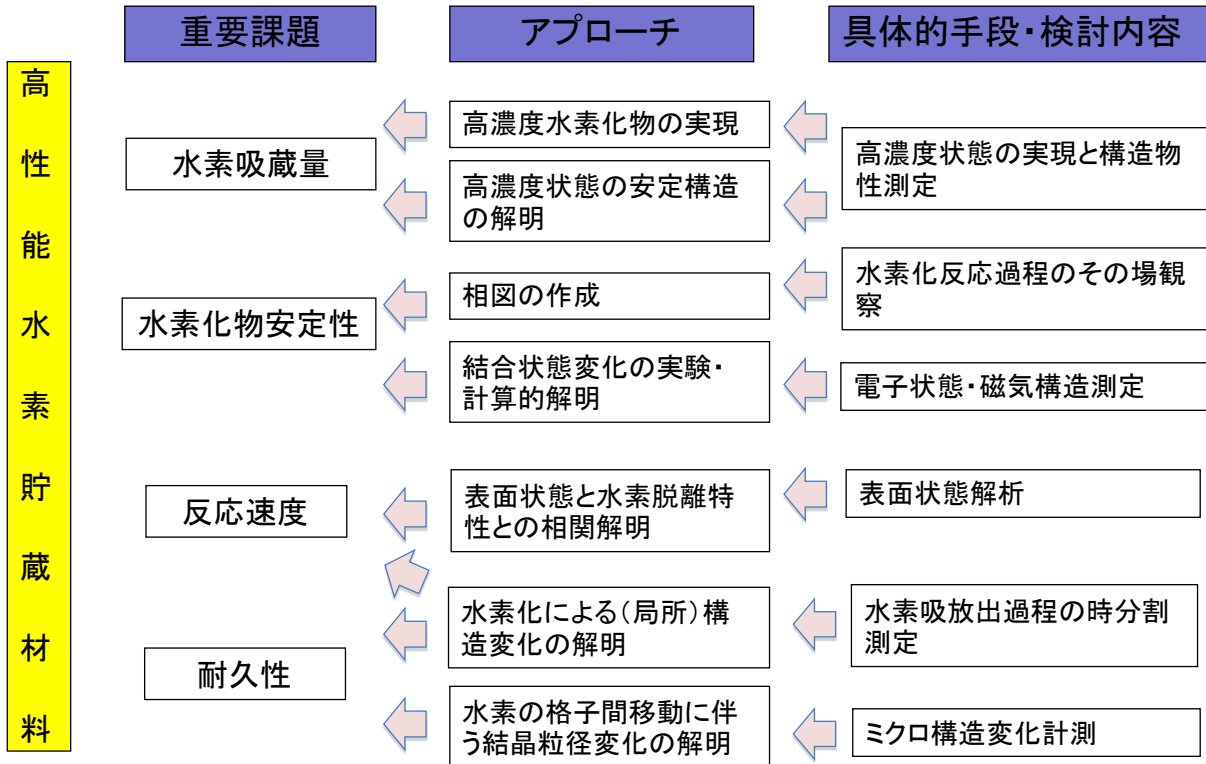 重要課題
アプローチ
具体的手段・検討内容
高性能水素貯蔵材料
水素吸蔵量
高濃度水素化物の実現
高濃度状態の安定構造
の解明
高濃度状態の実現と構造物
性測定
水素化物安定性
相図の作成
結合状態変化の実験・
計算的解明
水素化反応過程のその場観
察
電子状態・磁気構造測定
反応速度
表面状態と水素脱離特
性との相関解明
表面状態解析
耐久性
水素化による(局所)構
造変化の解明
水素の格子間移動に伴
う結晶粒径変化の解明
水素吸放出過程の時分割
測定
ミクロ構造変化計測